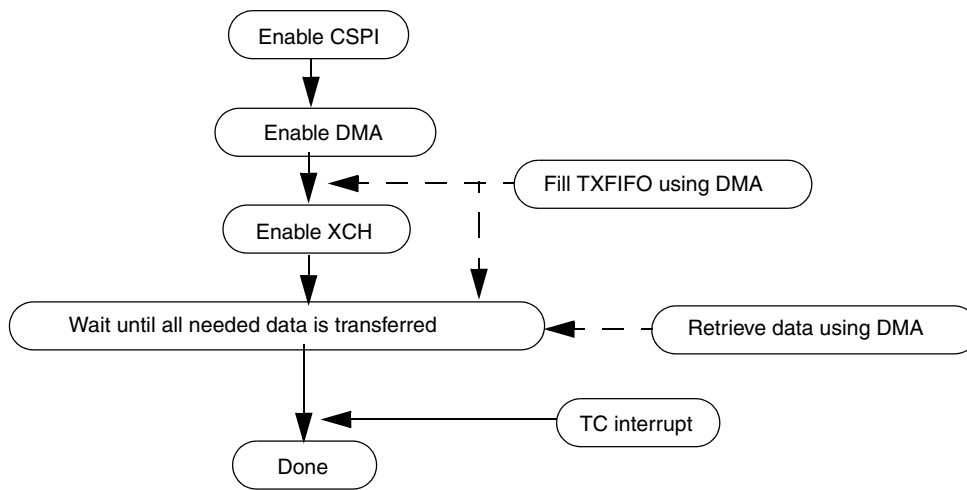 Enable CSPI
Enable DMA
Fill TXFIFO using DMA
Enable XCH
Wait until all needed data is transferred
Retrieve data using DMA
TC interrupt
Done